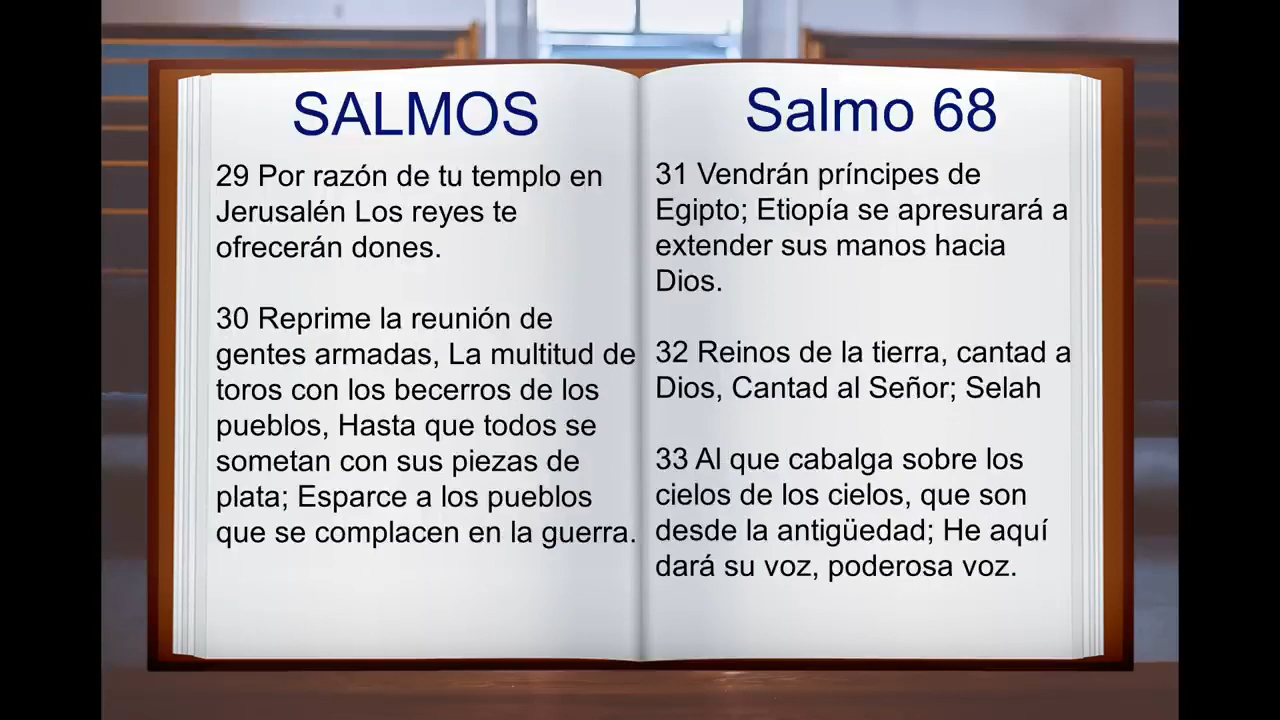 SALMOS
29 Por razón de tu templo en
Jerusalén Los reyes te
ofrecerán dones.
30 Reprime la reunión de
gentes armadas, La multitud de
toros con los becerros de los
pueblos, Hasta que todos se
sometan con sus piezas de
plata; Esparce a los pueblos
que se complacen en la guerra.
Salmo 68
31 Vendrán príncipes de
Egipto; Etiopía se apresurará a
extender sus manos hacia
Dios.
32 Reinos de la tierra, cantad a
Dios, Cantad al Señor; Selah
33 Al que cabalga sobre los
cielos de los cielos, que son
desde la antigüedad; He aquí
dará su voz, poderosa voz.